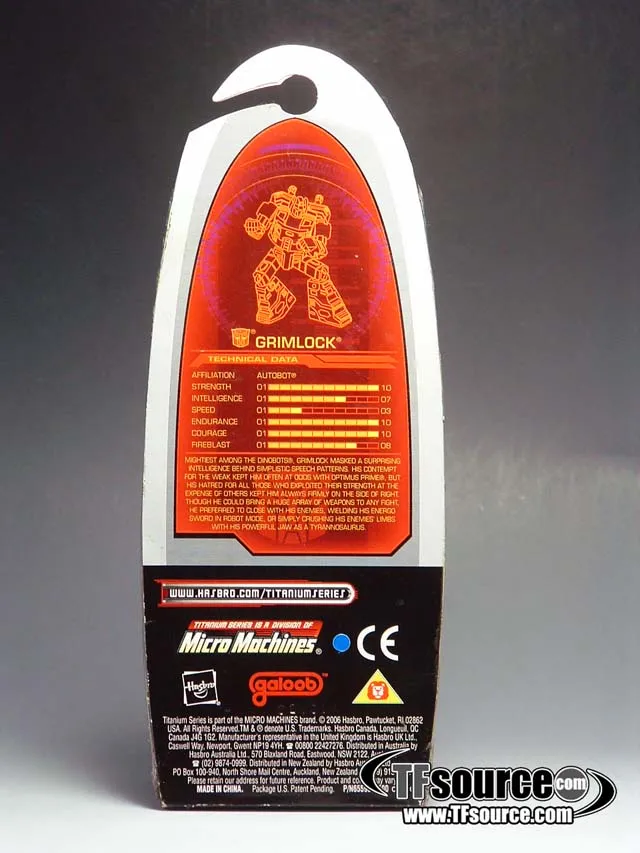 GRIMLOCK®
TECHNICAL DATA
AFFILIATION AUTOBOT®
STRENGTH 01 10
INTELLIGENCE 01 07
SPEED 01 03
ENDURANCE 01 10
COURAGE 01 10
FIREBLAST 01 08
MIGHTIEST AMONG THE DINOBOTS®, GRIMLOCK MASKED A SURPRISING
INTELLIGENCE BEHIND SIMPLISTIC SPEECH PATTERNS. HIS CONTEMPT
FOR THE WEAK KEPT HIM OFTEN AT ODDS WITH OPTIMUS PRIME®, BUT
HIS HATRED FOR ALL THOSE WHO EXPLOITED THEIR STRENGTH AT THE
EXPENSE OF OTHERS KEPT HIM ALWAYS FIRMLY ON THE SIDE OF RIGHT.
THOUGH HE COULD BRING A HUGE ARRAY OF WEAPONS TO ANY FIGHT,
HE PREFERRED TO CLOSE WITH HIS ENEMIES, WIELDING HIS ENERGO
SWORD IN ROBOT MODE, OR SIMPLY CRUSHING HIS ENEMIES' LIMBS
WITH HIS POWERFUL JAW AS A TYRANNOSAURUS.
WWW.HASBRO.COM/TITANIUMSERIES
TITANIUM SERIES IS A DIVISION OF
Micro Machines®
CE
Hasbro
galoob™
Titanium Series is part of the MICRO MACHINES brand. © 2006 Hasbro, Pawtucket, RI 02862
USA. All Rights Reserved. TM & ® denote U.S. Trademarks. Hasbro Canada, Longueuil, QC
Canada J4G 1G2. Manufacturer's representative in the United Kingdom is Hasbro UK Ltd.
Caswell Way, Newport, Gwent NP19 4YH. ☎ 00800 22427276. Distributed in Australia by
Hasbro Australia Ltd., 570 Blaxland Road, Eastwood, NSW 2122,
☎ (02) 9874-0999. Distributed in New Zealand by Hasbro
PO Box 100-940, North Shore Mail Centre, Auckland, New Zealand
Please retain our address for future reference. Product and
MADE IN CHINA. Package U.S. Patent Pending.
TFsource.com
www.TFsource.com